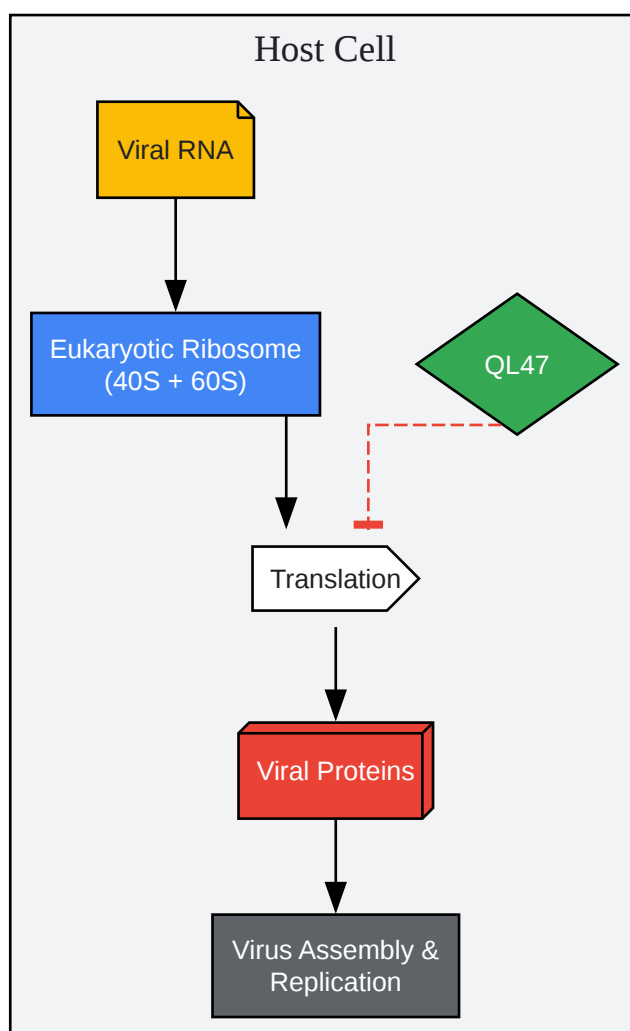 Host Cell
Viral RNA
Eukaryotic Ribosome
(40S + 60S)
QL47
Translation
Viral Proteins
Virus Assembly &
Replication